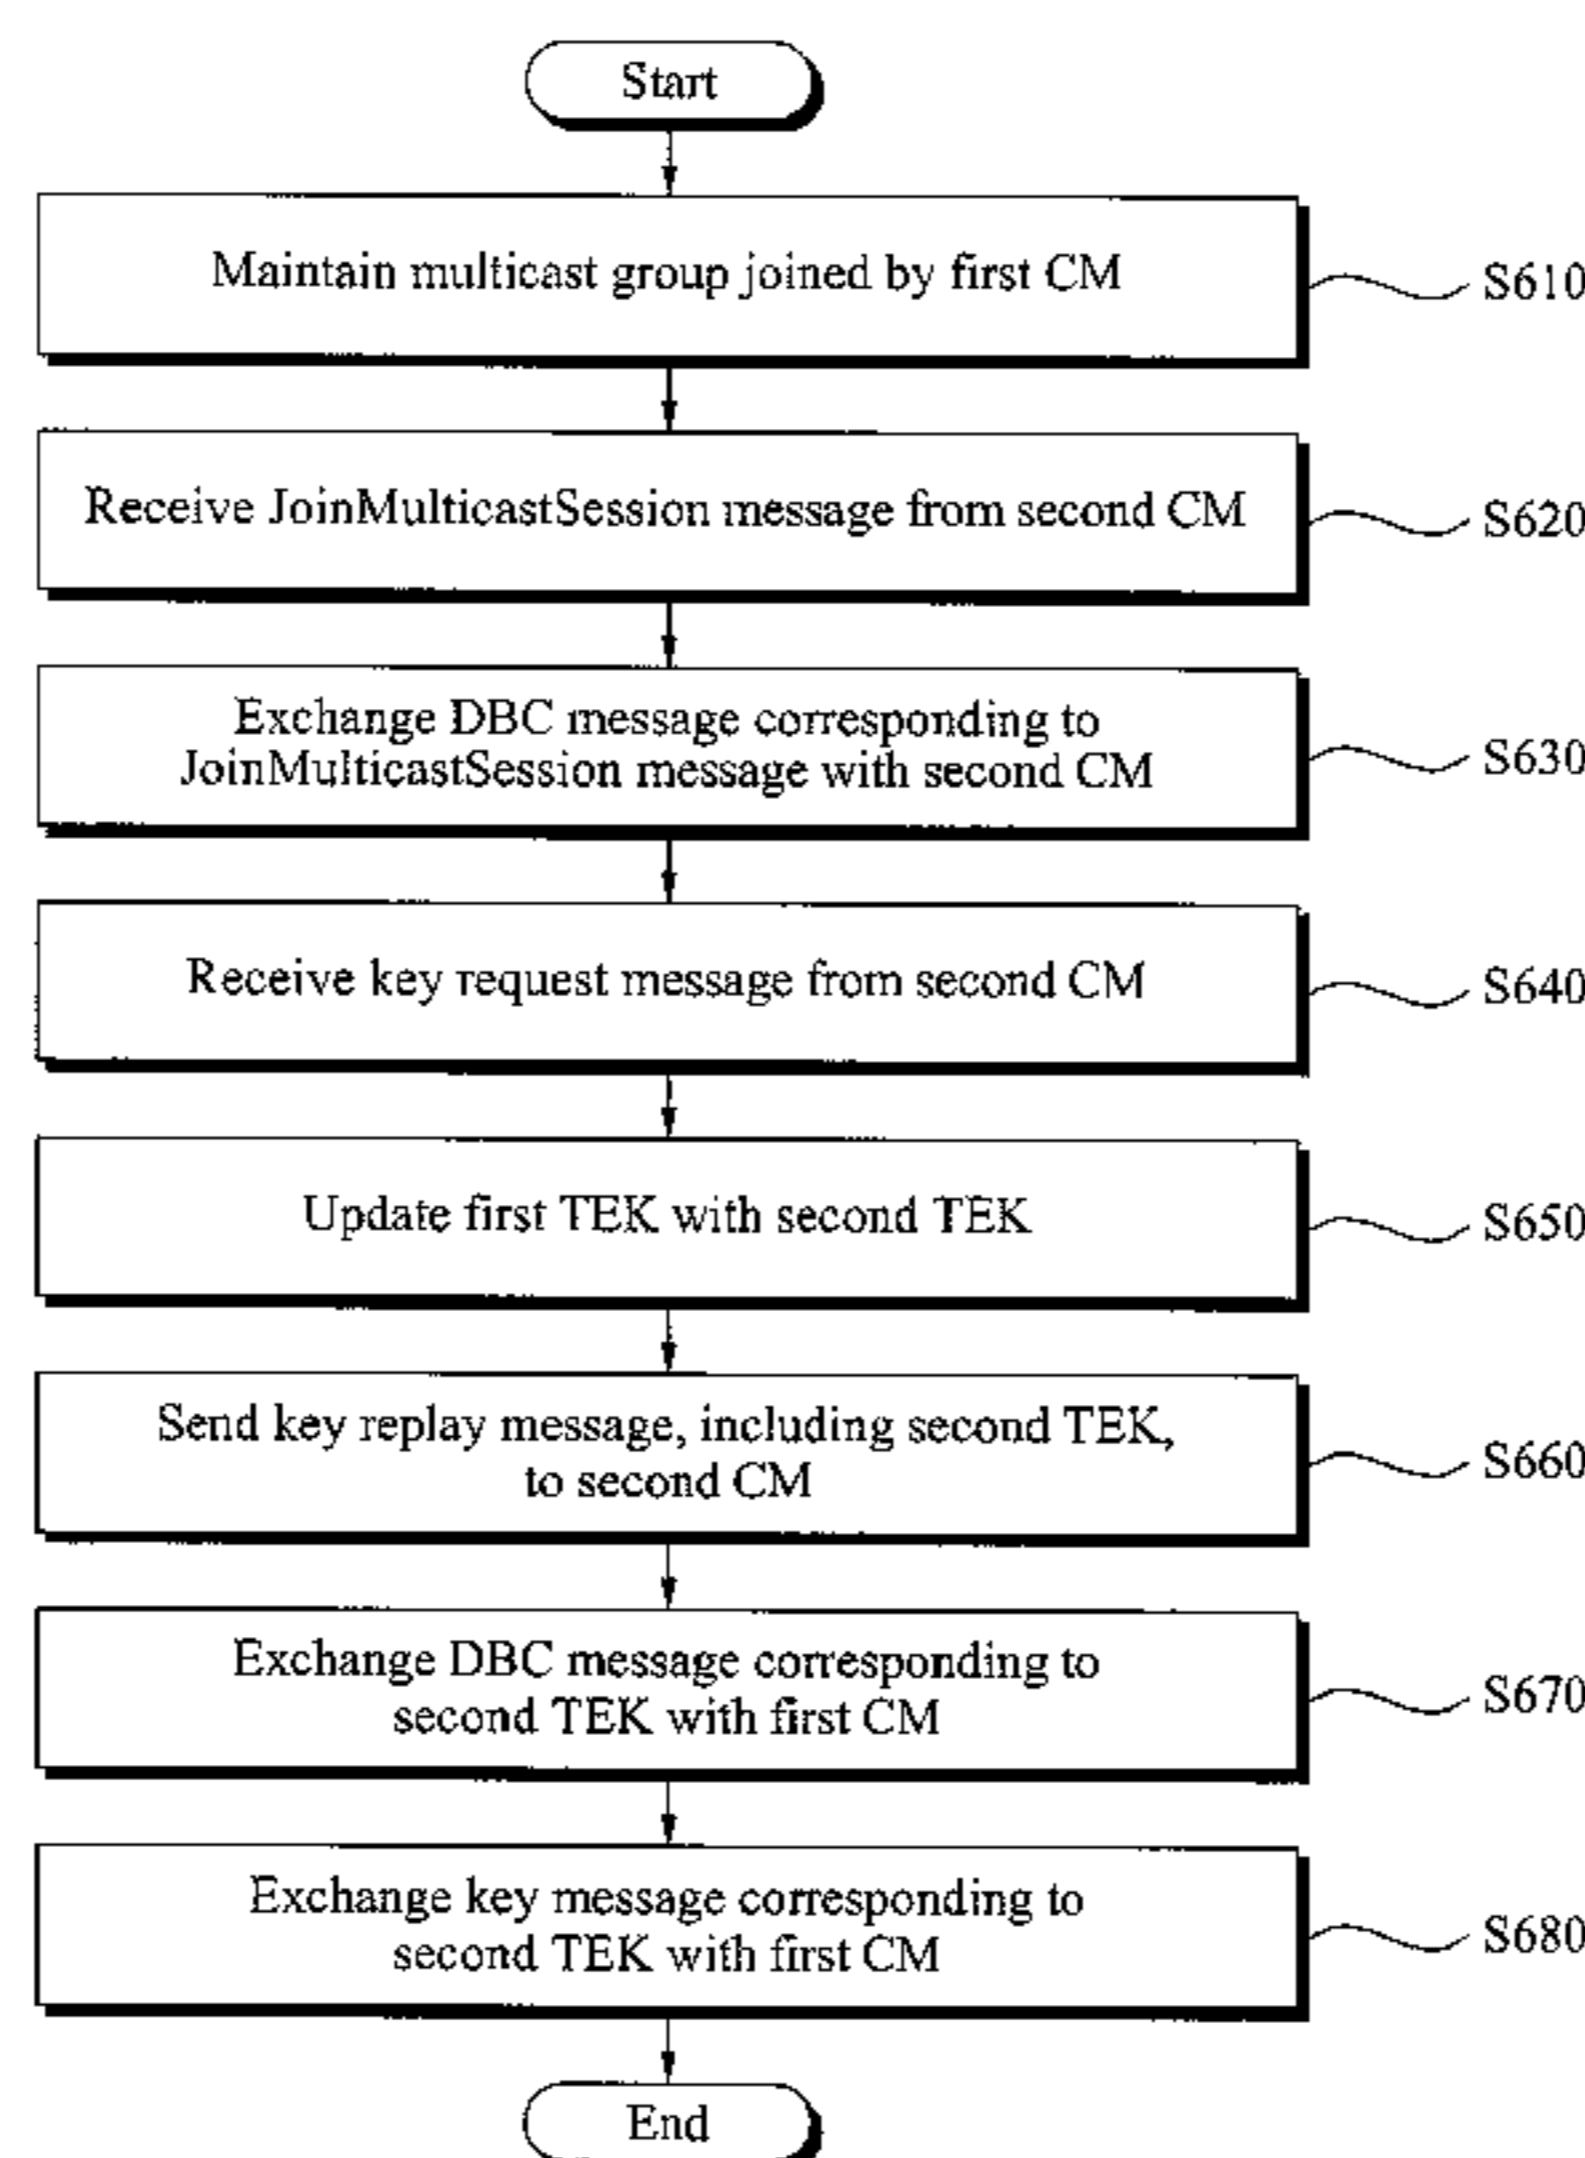 Start
Maintain multicast group joined by first CM
S610
Receive JoinMulticastSession message from second CM
S620
Exchange DBC message corresponding to
JoinMulticastSession message with second CM
S630
Receive key request message from second CM
S640
Update first TEK with second TEK
S650
Send key replay message, including second TEK,
to second CM
S660
Exchange DBC message corresponding to
second TEK with first CM
S670
Exchange key message corresponding to
second TEK with first CM
S680
End